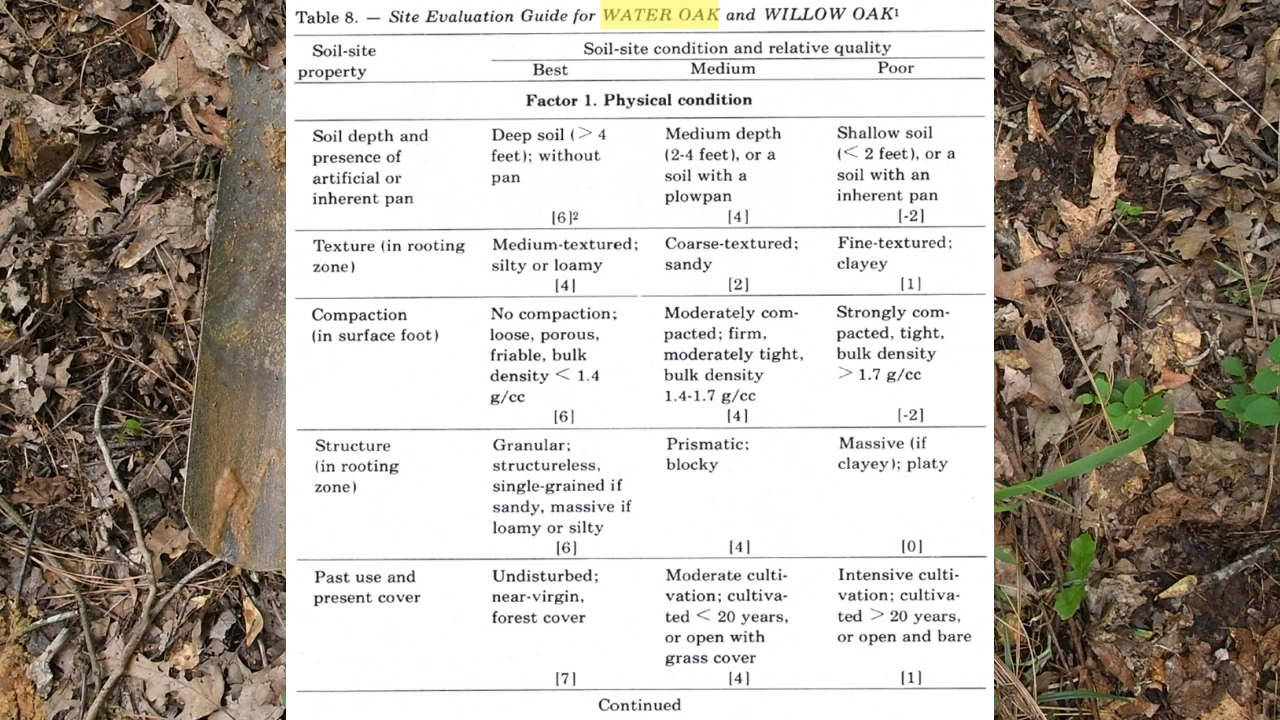 Table 8. — Site Evaluation Guide for WATER OAK and WILLOW OAK¹
Soil-site property
Soil-site condition and relative quality
Best Medium Poor
Factor 1. Physical condition
Soil depth and
presence of
artificial or
inherent pan
Deep soil (> 4
feet); without
pan
[6]²
Medium depth
(2-4 feet), or a
soil with a
plowpan
[4]
Shallow soil
(< 2 feet), or a
soil with an
inherent pan
[-2]
Texture (in rooting
zone)
Medium-textured;
silty or loamy
[4]
Coarse-textured;
sandy
[2]
Fine-textured;
clayey
[1]
Compaction
(in surface foot)
No compaction;
loose, porous,
friable, bulk
density < 1.4
g/cc
[6]
Moderately com-
pacted; firm,
moderately tight,
bulk density
1.4-1.7 g/cc
[4]
Strongly com-
pacted, tight,
bulk density
> 1.7 g/cc
[-2]
Structure
(in rooting
zone)
Granular;
structureless,
single-grained if
sandy, massive if
loamy or silty
[6]
Prismatic;
blocky
[4]
Massive (if
clayey); platy
[0]
Past use and
present cover
Undisturbed;
near-virgin,
forest cover
[7]
Moderate culti-
vation; cultiva-
ted < 20 years,
or open with
grass cover
[4]
Intensive culti-
vation; cultiva-
ted > 20 years,
or open and bare
[1]
Continued